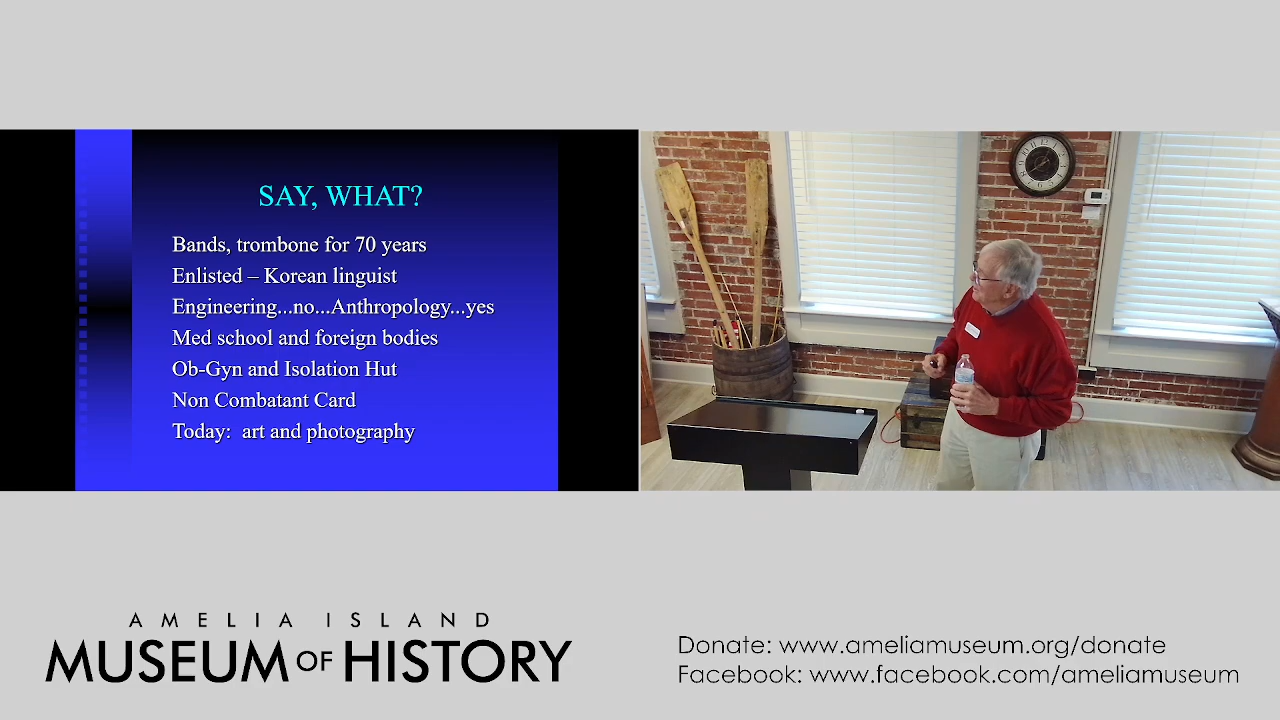 SAY, WHAT?
Bands, trombone for 70 years
Enlisted – Korean linguist
Engineering...no...Anthropology...yes
Med school and foreign bodies
Ob-Gyn and Isolation Hut
Non Combatant Card
Today: art and photography
AMELIA ISLAND
MUSEUM OF HISTORY
Donate: www.ameliamuseum.org/donate
Facebook: www.facebook.com/ameliamuseum